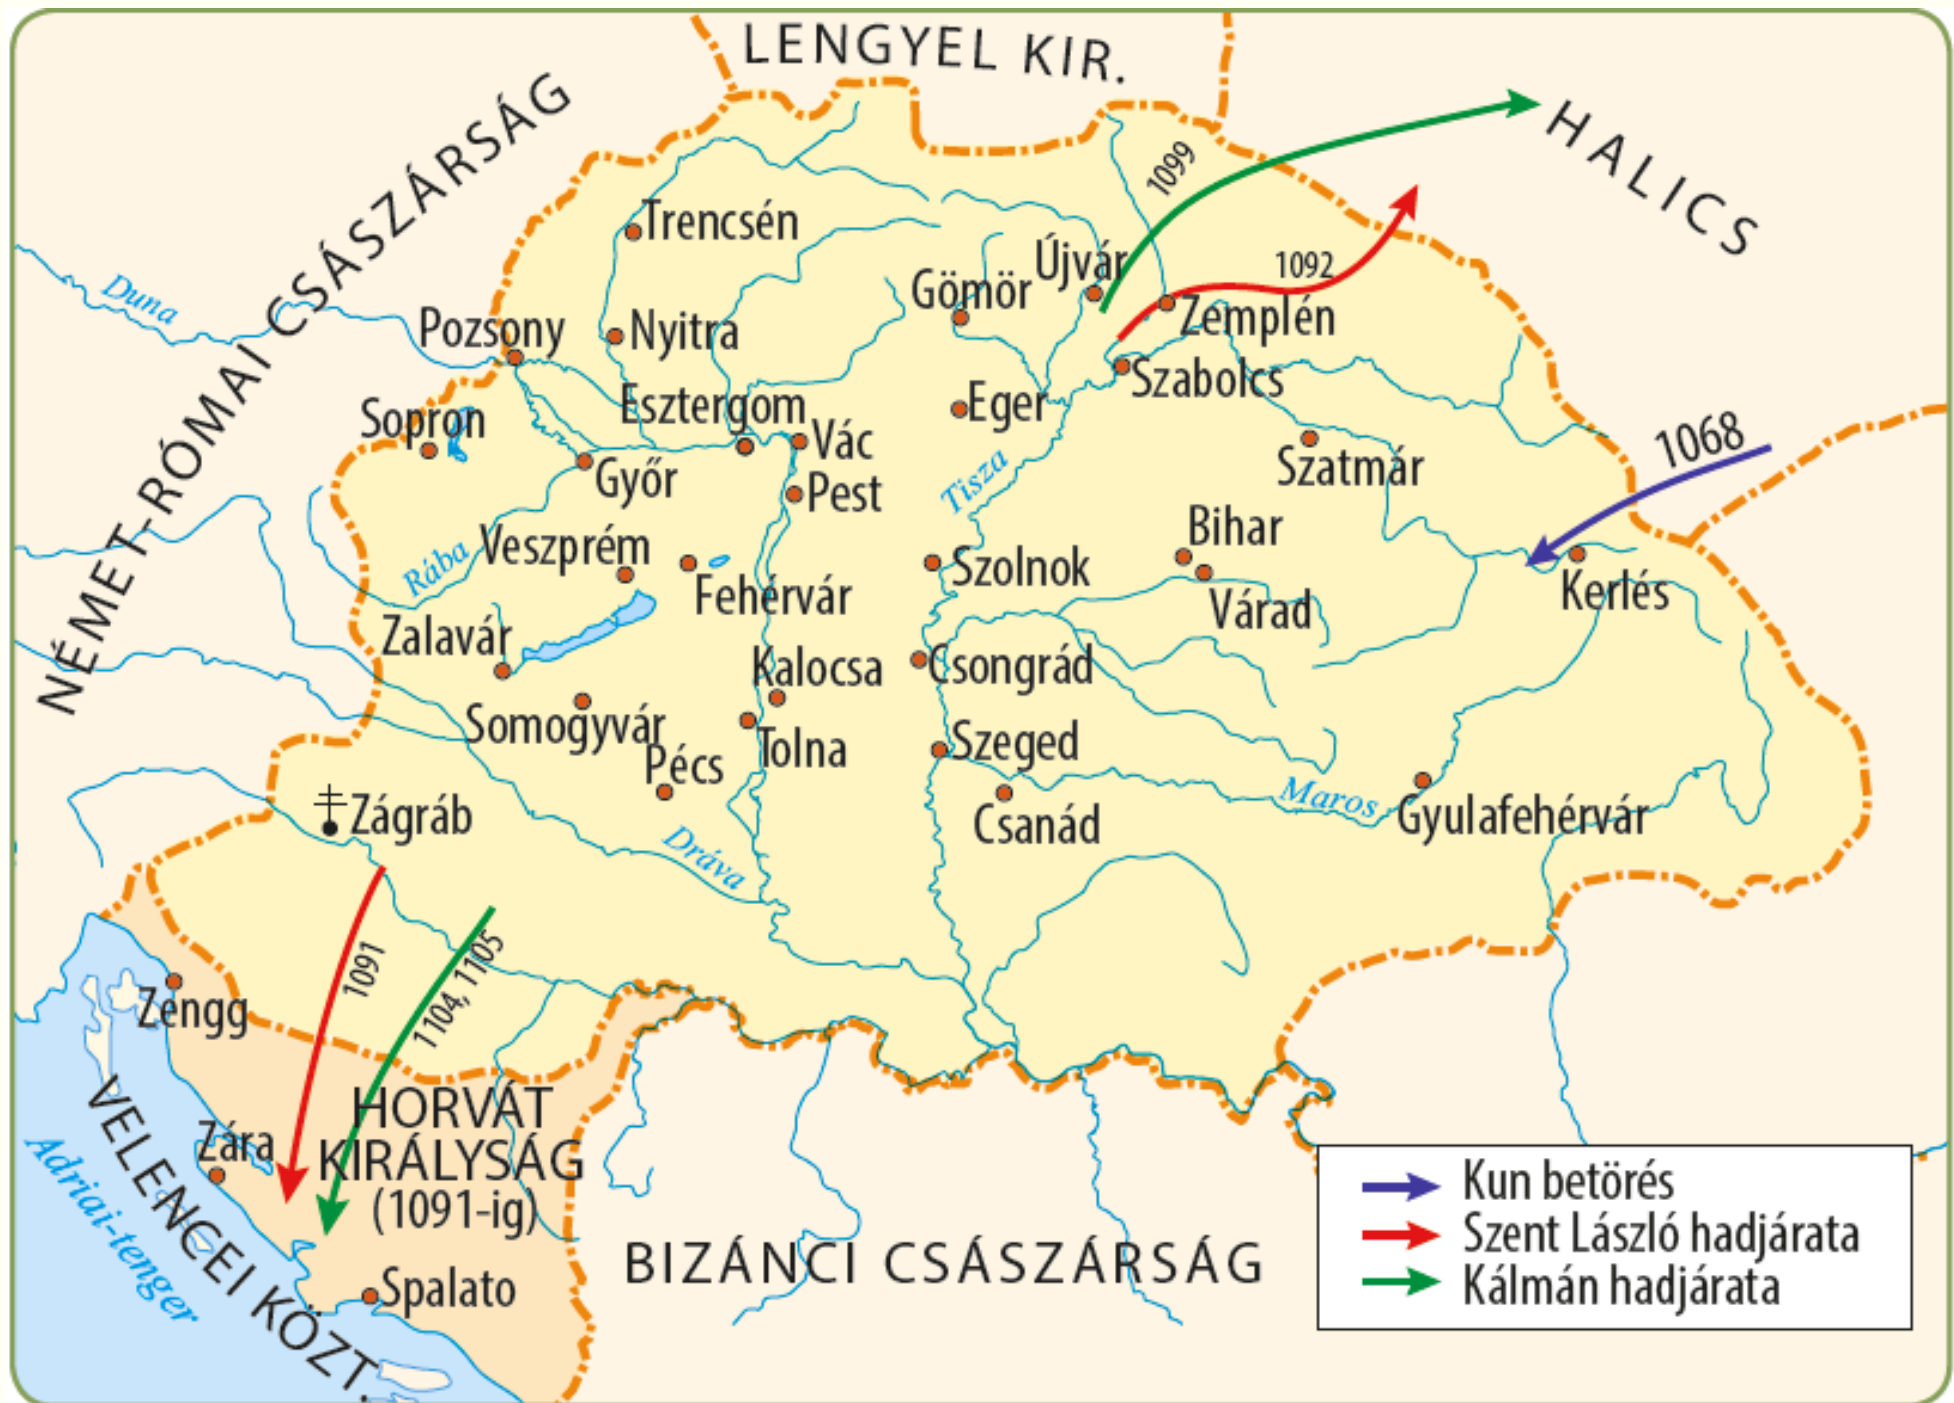 LENGYEL KIR.
NÉMET-RÓMAI CSÁSZÁRSÁG
HALICS
1099
1092
Trencsén
Újvár
Gömör
Duna
Pozsony
Nyitra
Zemplén
Szabolcs
Sopron
Esztergom
Eger
Vác
Győr
Pest
Tisza
Szatmár
1068
Rába
Veszprém
Fehérvár
Szolnok
Bihar
Várad
Kerlés
Zalavár
Kalocsa
Csongrád
Somogyvár
Tolna
Szeged
Pécs
Zágráb
Csanád
Maros
Gyulafehérvár
Dráva
1091
1104, 1105
Zengg
HORVÁT
KIRÁLYSÁG
(1091-ig)
Zára
VELENCEI KÖZT.
Adriai-tenger
Spalato
BIZÁNCI CSÁSZÁRSÁG
Kun betörés
Szent László hadjárata
Kálmán hadjárata